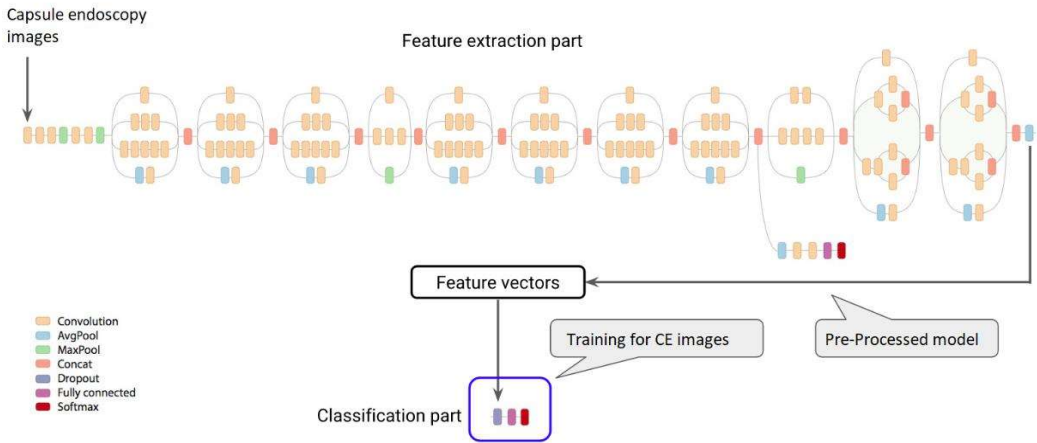 Capsule endoscopy
images
Feature extraction part
Feature vectors
Convolution
AvgPool
MaxPool
Concat
Dropout
Fully connected
Softmax
Training for CE images
Pre-Processed model
Classification part